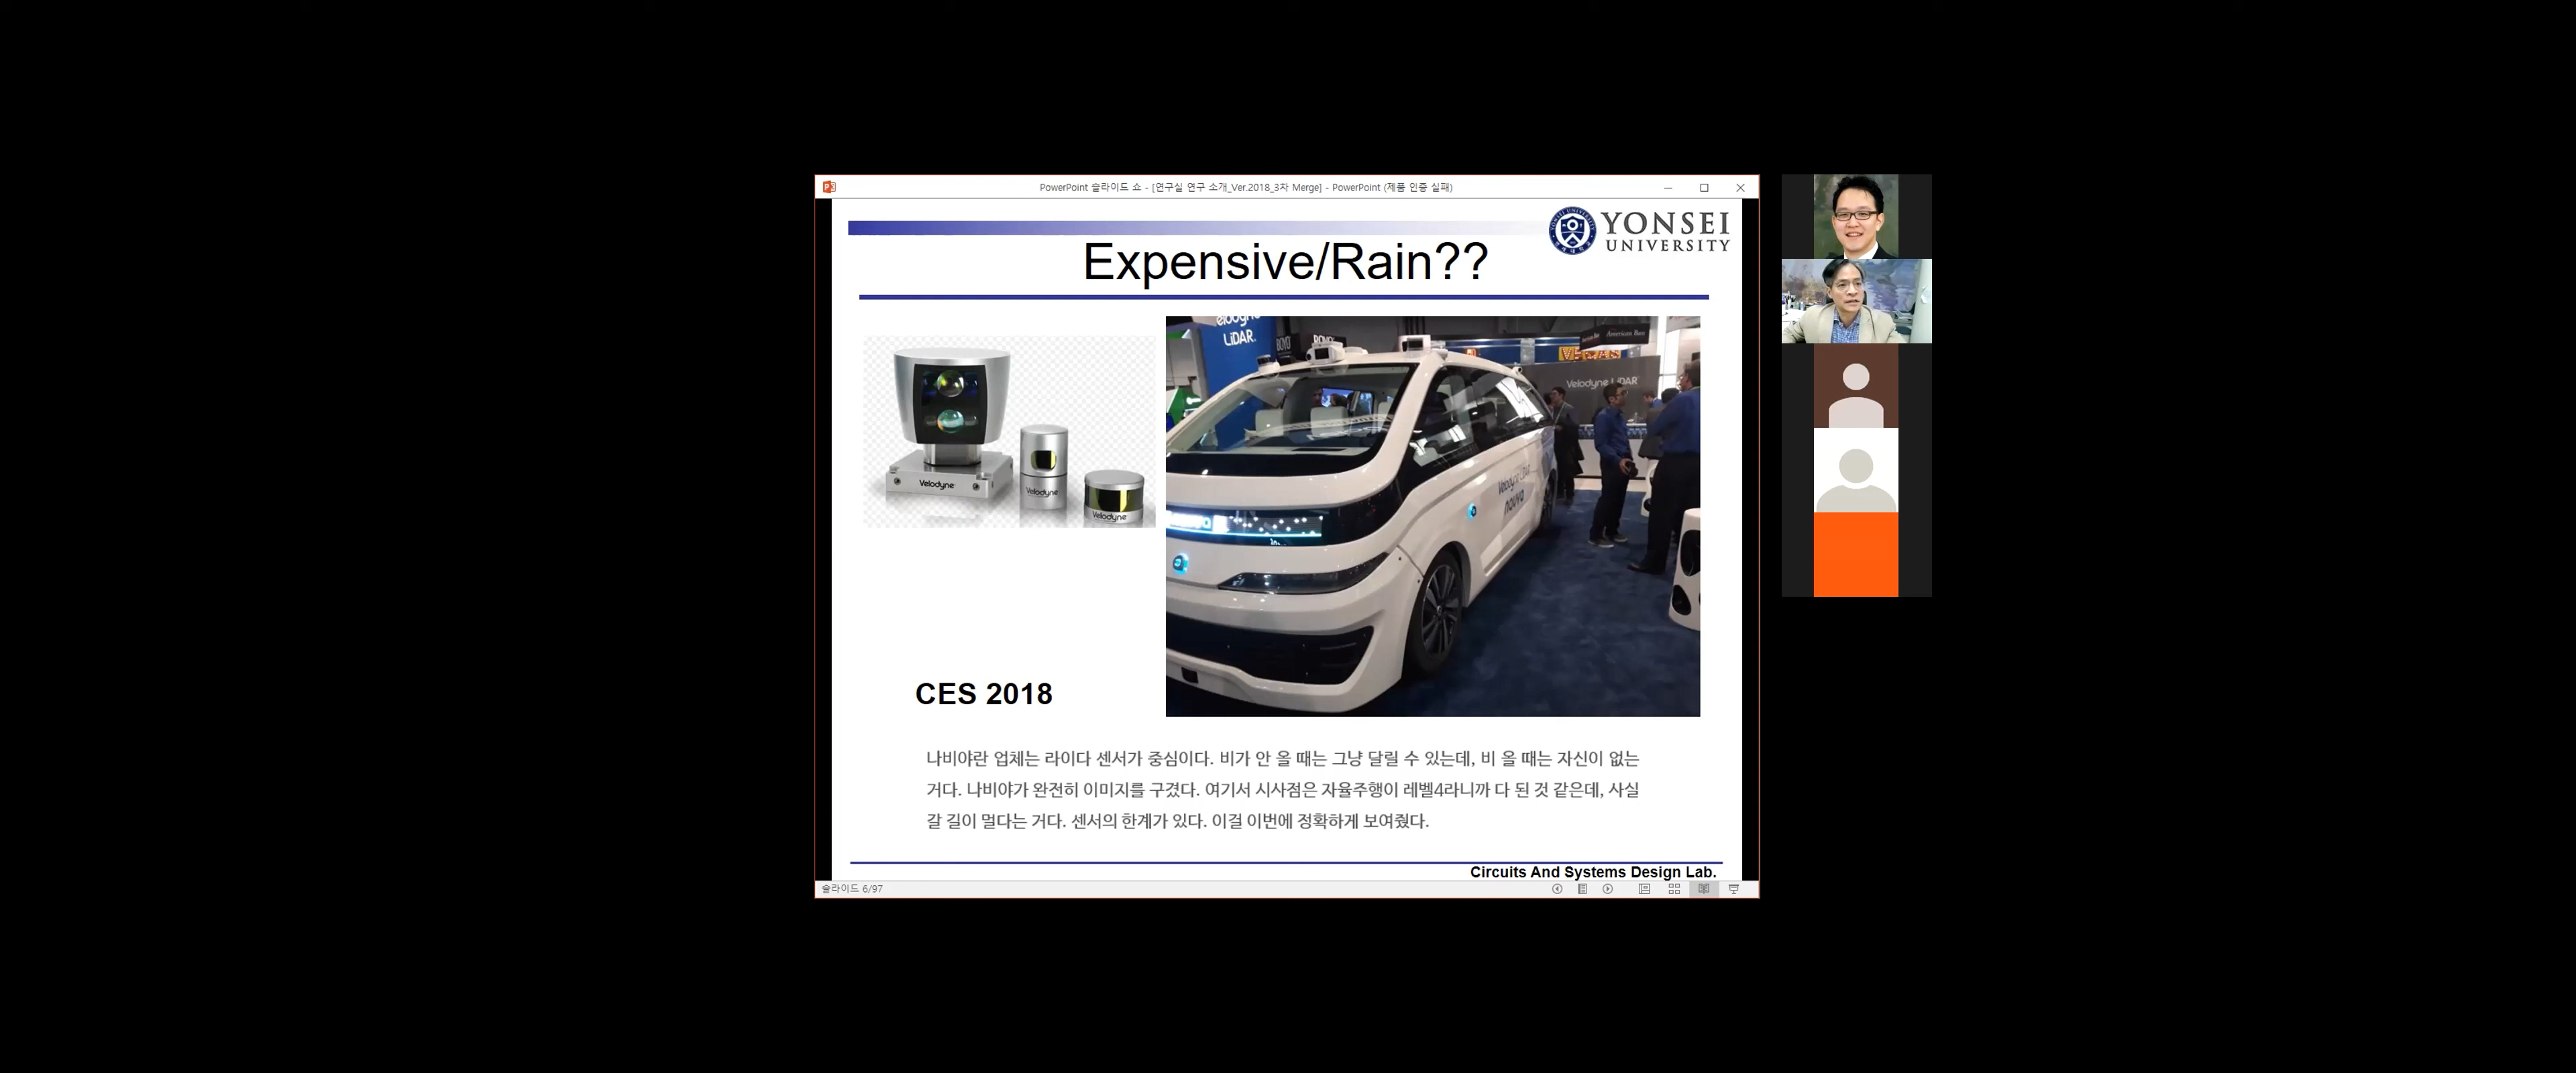 PowerPoint 슬라이드 쇼 - [연구실 연구 소개_Ver.2018_3차 Merge] - PowerPoint (제품 인증 실패)
YONSEI
UNIVERSITY
Expensive/Rain??
LiDAR
Velodyne LiDAR
Velodyne
Velodyne
Velodyne
CES 2018
나비야란 업체는 라이다 센서가 중심이다. 비가 안 올 때는 그냥 달릴 수 있는데, 비 올 때는 자신이 없는
거다. 나비야가 완전히 이미지를 구겼다. 여기서 시사점은 자율주행이 레벨4라니까 다 된 것 같은데, 사실
갈 길이 멀다는 거다. 센서의 한계가 있다. 이걸 이번에 정확하게 보여줬다.
Circuits And Systems Design Lab.
슬라이드 6/97